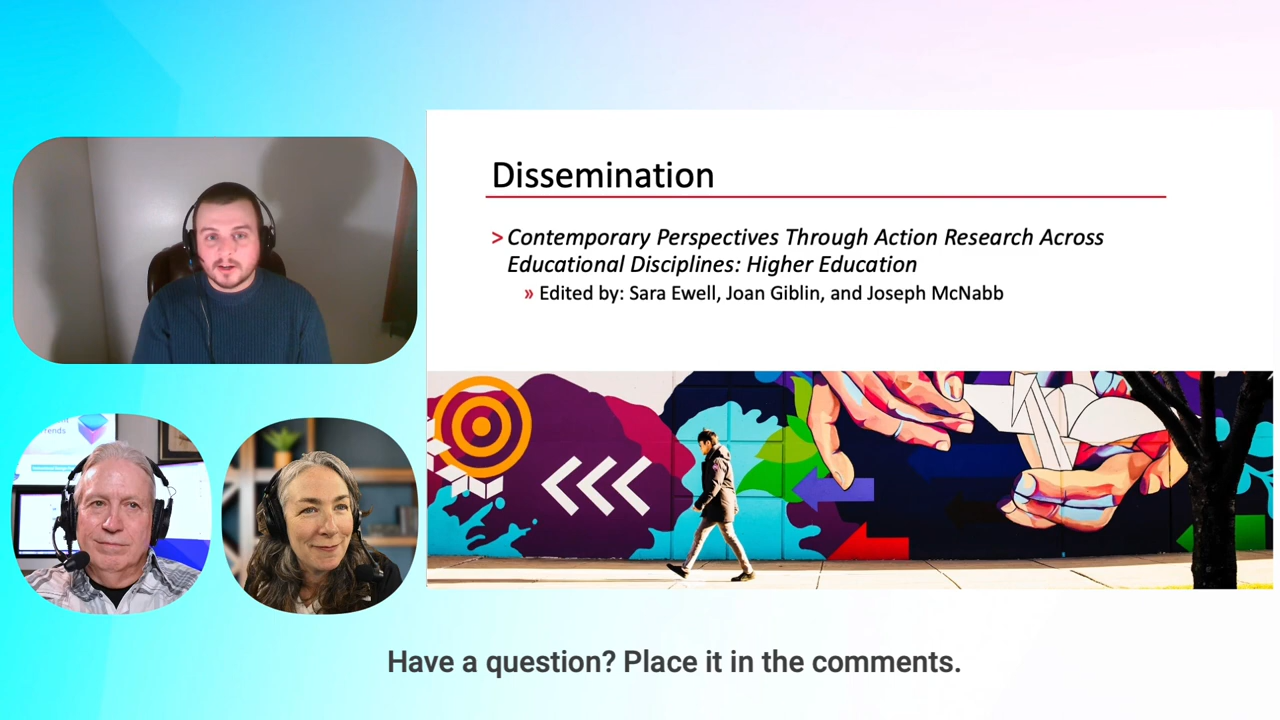 Dissemination
> Contemporary Perspectives Through Action Research Across
Educational Disciplines: Higher Education
» Edited by: Sara Ewell, Joan Giblin, and Joseph McNabb
Have a question? Place it in the comments.